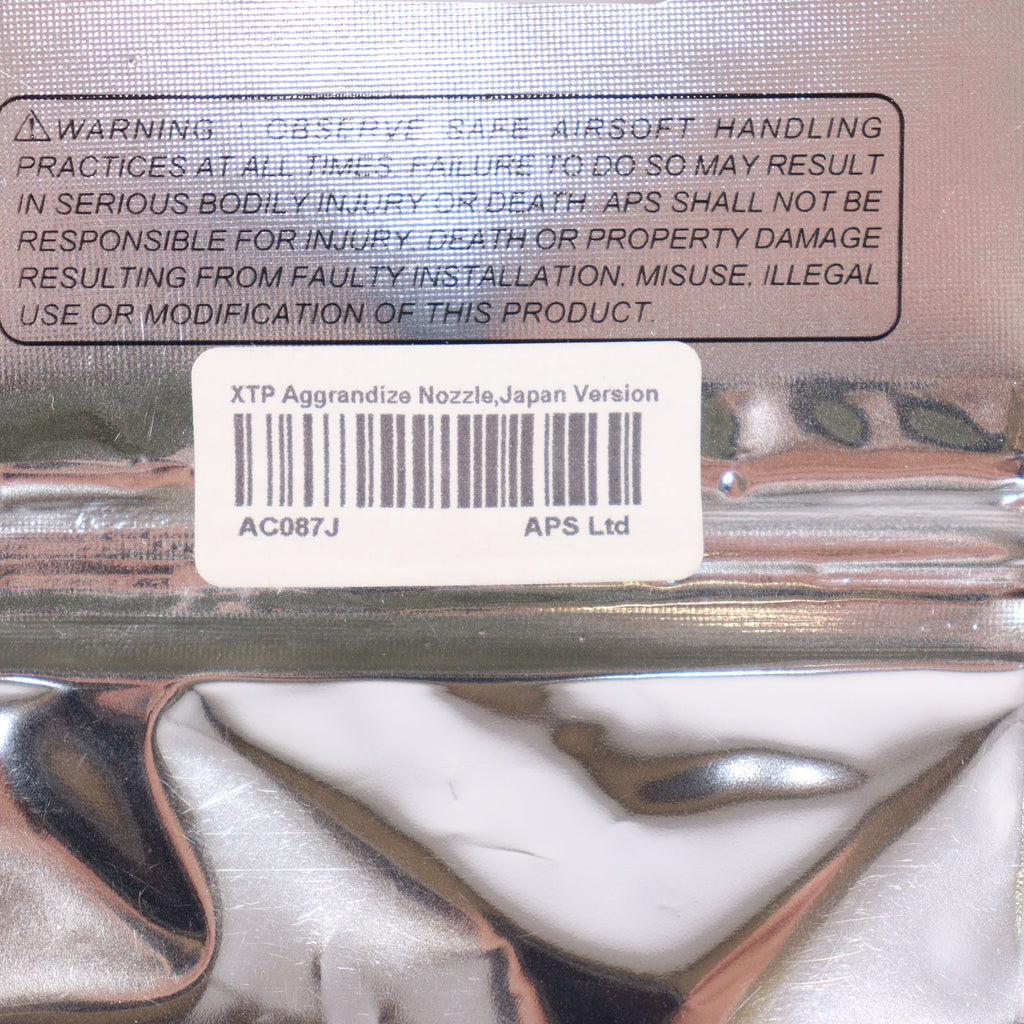 ⚠WARNING : OBSERVE SAFE AIRSOFT HANDLING
PRACTICES AT ALL TIMES. FAILURE TO DO SO MAY RESULT
IN SERIOUS BODILY INJURY OR DEATH. APS SHALL NOT BE
RESPONSIBLE FOR INJURY, DEATH OR PROPERTY DAMAGE
RESULTING FROM FAULTY INSTALLATION, MISUSE, ILLEGAL
USE OR MODIFICATION OF THIS PRODUCT.
XTP Aggrandize Nozzle,Japan Version
AC087J APS Ltd